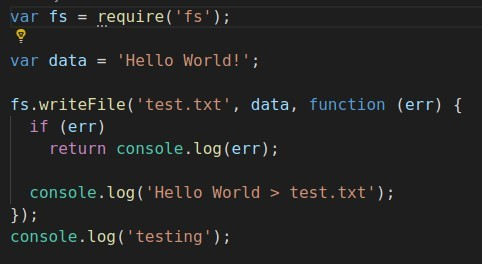 var fs = require('fs');
var data = 'Hello World!';
fs.writeFile('test.txt', data, function (err) {
if (err)
return console.log(err);
console.log('Hello World > test.txt');
});
console.log('testing');